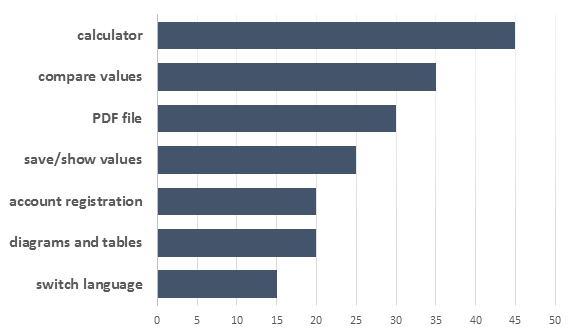 calculator
compare values
PDF file
save/show values
account registration
diagrams and tables
switch language
0 5 10 15 20 25 30 35 40 45 50